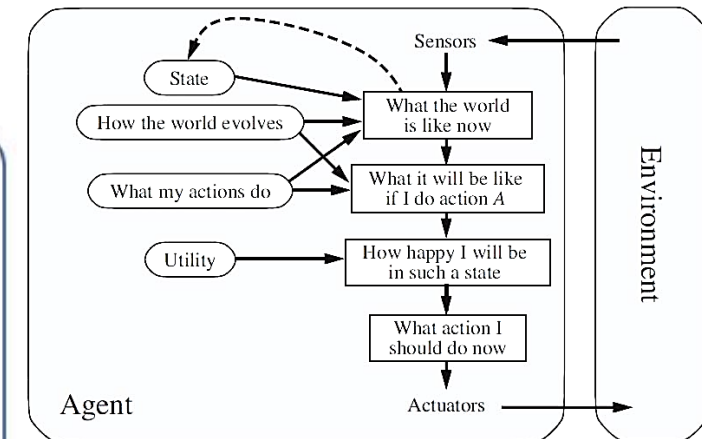 Sensors
State
What the world
is like now
How the world evolves
What my actions do
What it will be like
if I do action A
Utility
How happy I will be
in such a state
What action I
should do now
Agent
Actuators
Environment